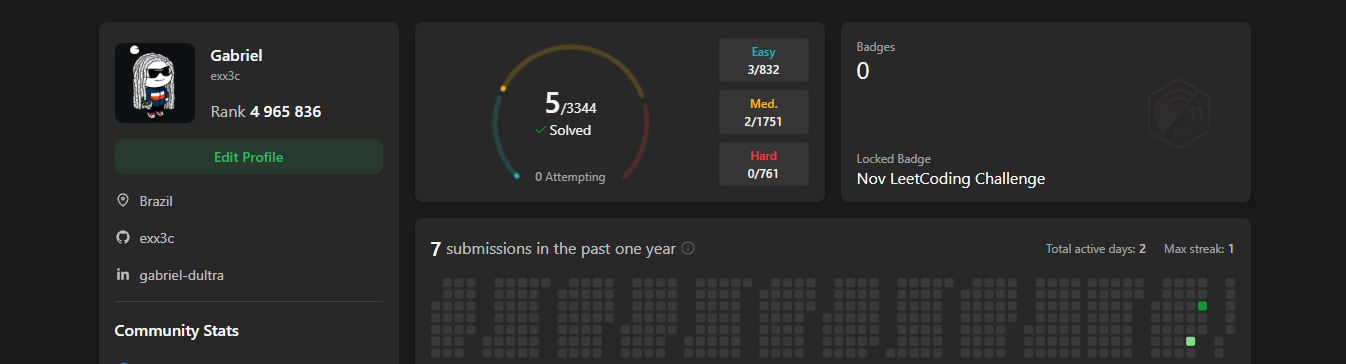 Gabriel
exx3c
Rank 4 965 836
Edit Profile
Brazil
exx3c
gabriel-dultra
Community Stats
5/3344
Solved
0 Attempting
Easy
3/832
Med.
2/1751
Hard
0/761
Badges
0
11
NOV
Locked Badge
Nov LeetCoding Challenge
7 submissions in the past one year
Total active days: 2
Max streak: 1